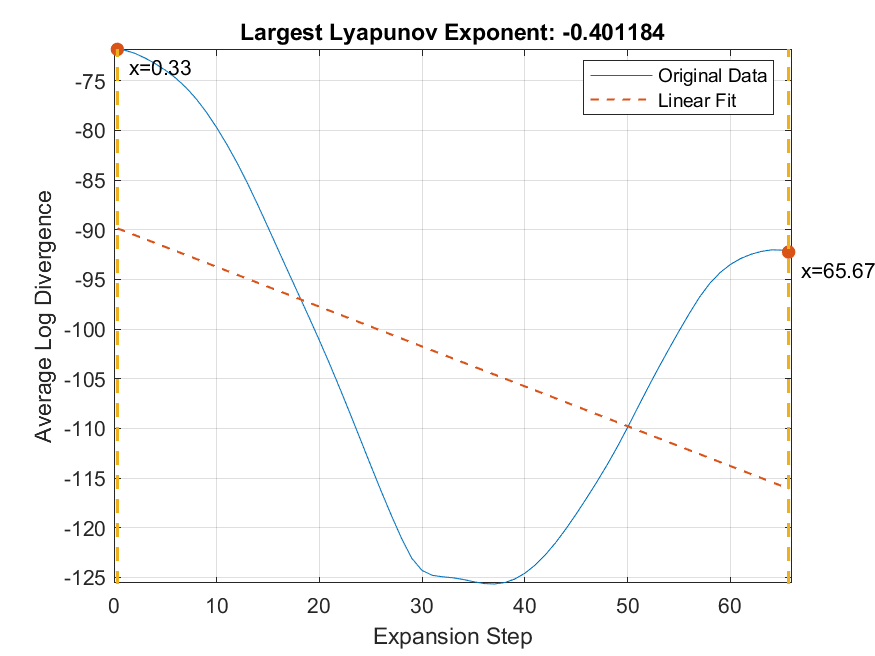 Largest Lyapunov Exponent: -0.401184
x=0.33
Original Data
Linear Fit
x=65.67
-75
-80
-85
-90
-95
-100
-105
-110
-115
-120
-125
Average Log Divergence
0 10 20 30 40 50 60
Expansion Step